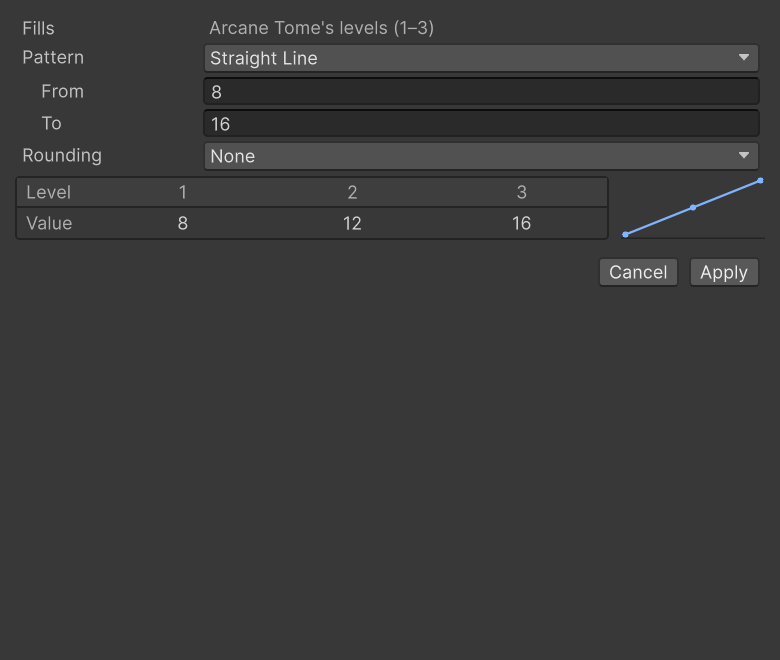 Fills Arcane Tome's levels (1–3)
Pattern Straight Line
From 8
To 16
Rounding None
Level 1 2 3
Value 8 12 16
Cancel Apply